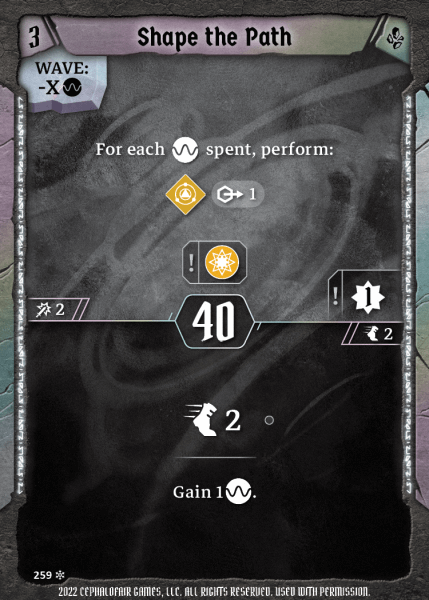 3
Shape the Path
WAVE:
-X
For each spent, perform:
1
!
! 1
2
40
2
2
Gain 1 .
259
2022 CEPHALOFAIR GAMES, LLC. ALL RIGHTS RESERVED. USED WITH PERMISSION.